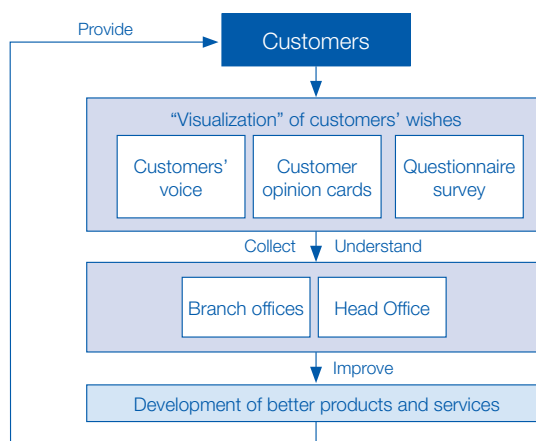 Provide
Customers
“Visualization” of customers’ wishes
Customers’
voice
Customer
opinion cards
Questionnaire
survey
Collect
Understand
Branch offices
Head Office
Improve
Development of better products and services